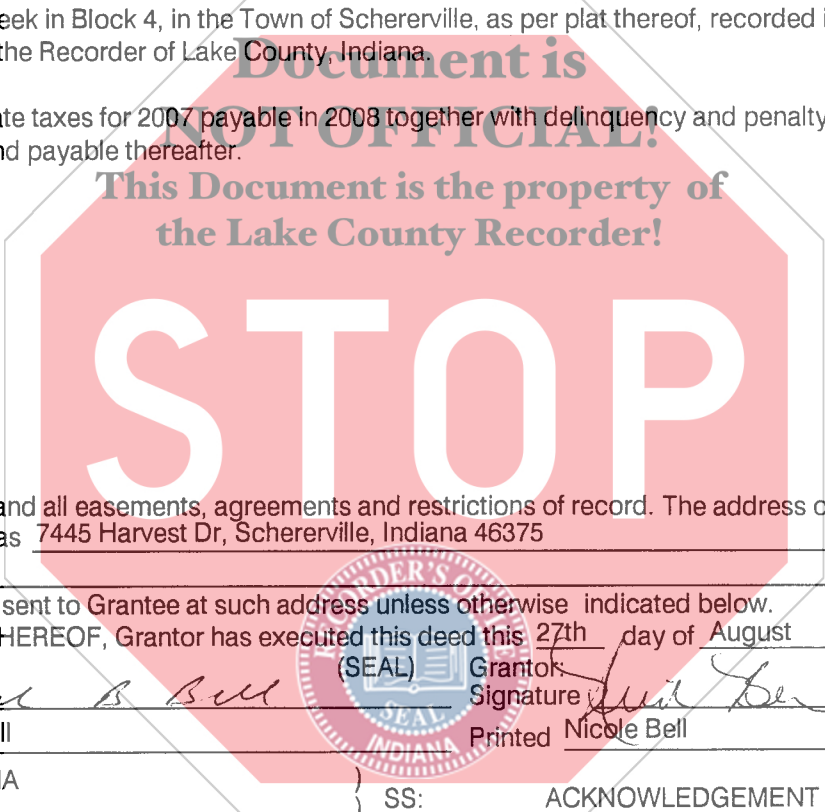 eek in Block 4, in the Town of Schererville, as per plat thereof, recorded i
the Recorder of Lake County, Indiana.
Document is
te taxes for 2007 payable in 2008 together with delinquency and penalty
NOT OFFICIAL!
nd payable thereafter.
This Document is the property of
the Lake County Recorder!
STOP
and all easements, agreements and restrictions of record. The address o
as 7445 Harvest Dr, Schererville, Indiana 46375
RECORDER'S OFFICE
sent to Grantee at such address unless otherwise indicated below.
HEREOF, Grantor has executed this deed this 27th day of August
(SEAL) Grantor:
B Bell Signature
SEAL
ll Printed Nicole Bell
INDIANA
IA
SS: ACKNOWLEDGEMENT